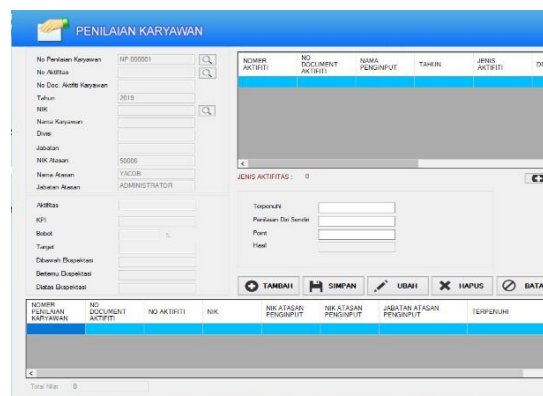 PENILAIAN KARYAWAN
No Penilaian Karyawan NP 000001
No Aktifitas
No Doc. Aktifiti Karyawan
Tahun 2015
NIK
Nama Karyawan
Divisi
Jabatan
NIK Atasan 50006
Nama Atasan YACOB
Jabatan Atasan ADMINISTRATOR
NOMER AKTIFITI NO DOCUMENT AKTIFITI NAMA PENGINPUT TAHUN JENIS AKTIFITI
JENIS AKTIFITAS : 0
Aktifitas
KPI
Bobot %
Target
Dibawah Ekspektasi
Bertemu Ekspektasi
Diatas Ekspektasi
Terpenuhi
Penilaian Diri Sendiri
Point
Hasil
TAMBAH SIMPAN UBAH HAPUS BATA
NOMER PENILAIAN KARYAWAN NO DOCUMENT AKTIFITI NO AKTIFITI NIK NIK ATASAN PENGINPUT NIK ATASAN PENGINPUT JABATAN ATASAN PENGINPUT TERPENUHI
Total Nilai 0